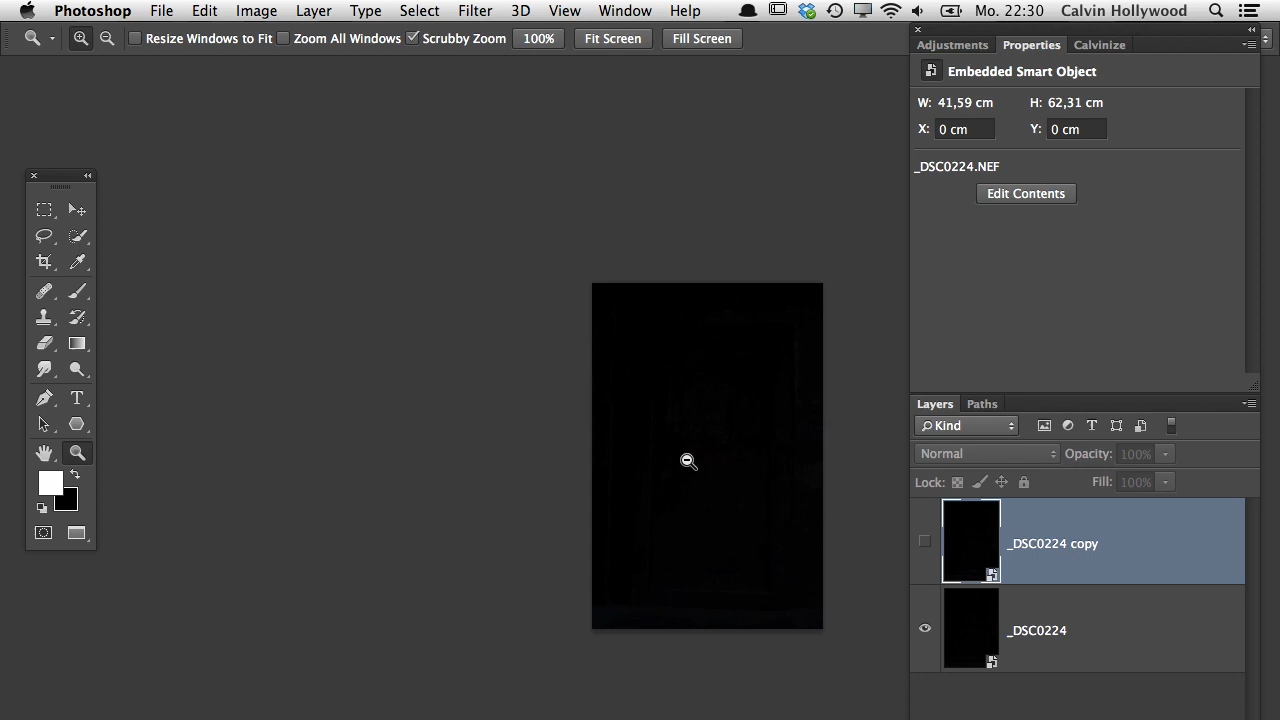 Photoshop File Edit Image Layer Type Select Filter 3D View Window Help Mo. 22:30 Calvin Hollywood
Resize Windows to Fit Zoom All Windows Scrubby Zoom 100% Fit Screen Fill Screen
Adjustments Properties Calvinize
Embedded Smart Object
W: 41,59 cm H: 62,31 cm
X: 0 cm Y: 0 cm
_DSC0224.NEF
Edit Contents
Layers Paths
Kind T
Normal Opacity: 100%
Lock: Fill: 100%
_DSC0224 copy
_DSC0224
T